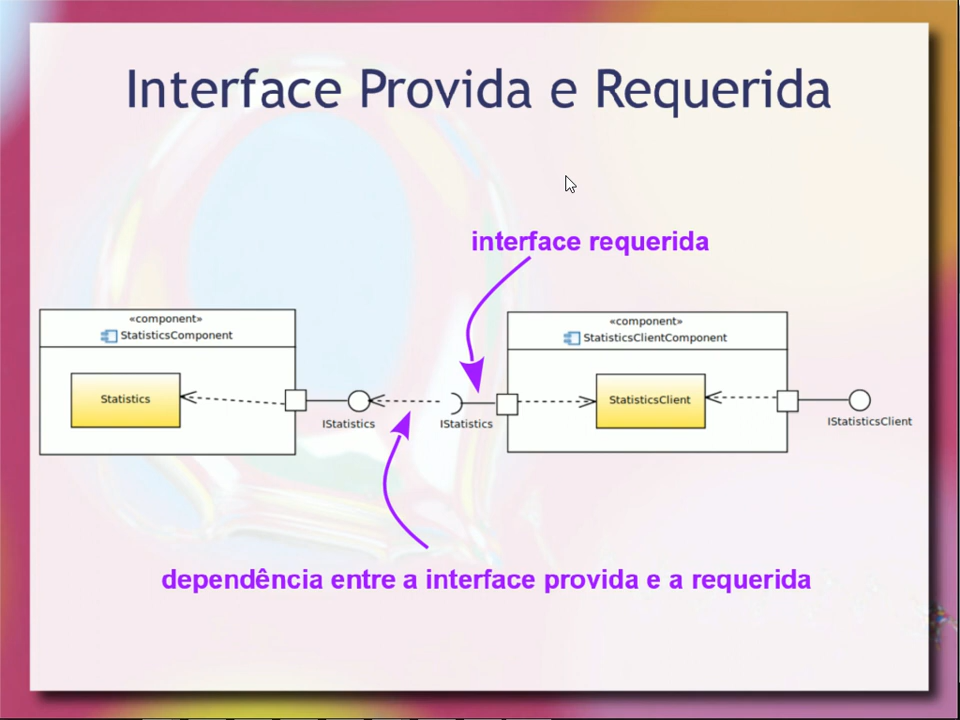 Interface Provida e Requerida
interface requerida
«component»
StatisticsComponent
Statistics
IStatistics
IStatistics
«component»
StatisticsClientComponent
StatisticsClient
IStatisticsClient
dependência entre a interface provida e a requerida